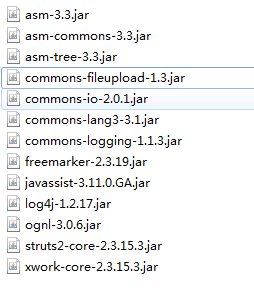 asm-3.3.jar
asm-commons-3.3.jar
asm-tree-3.3.jar
commons-fileupload-1.3.jar
commons-io-2.0.1.jar
commons-lang3-3.1.jar
commons-logging-1.1.3.jar
freemarker-2.3.19.jar
javassist-3.11.0.GA.jar
log4j-1.2.17.jar
ognl-3.0.6.jar
struts2-core-2.3.15.3.jar
xwork-core-2.3.15.3.jar